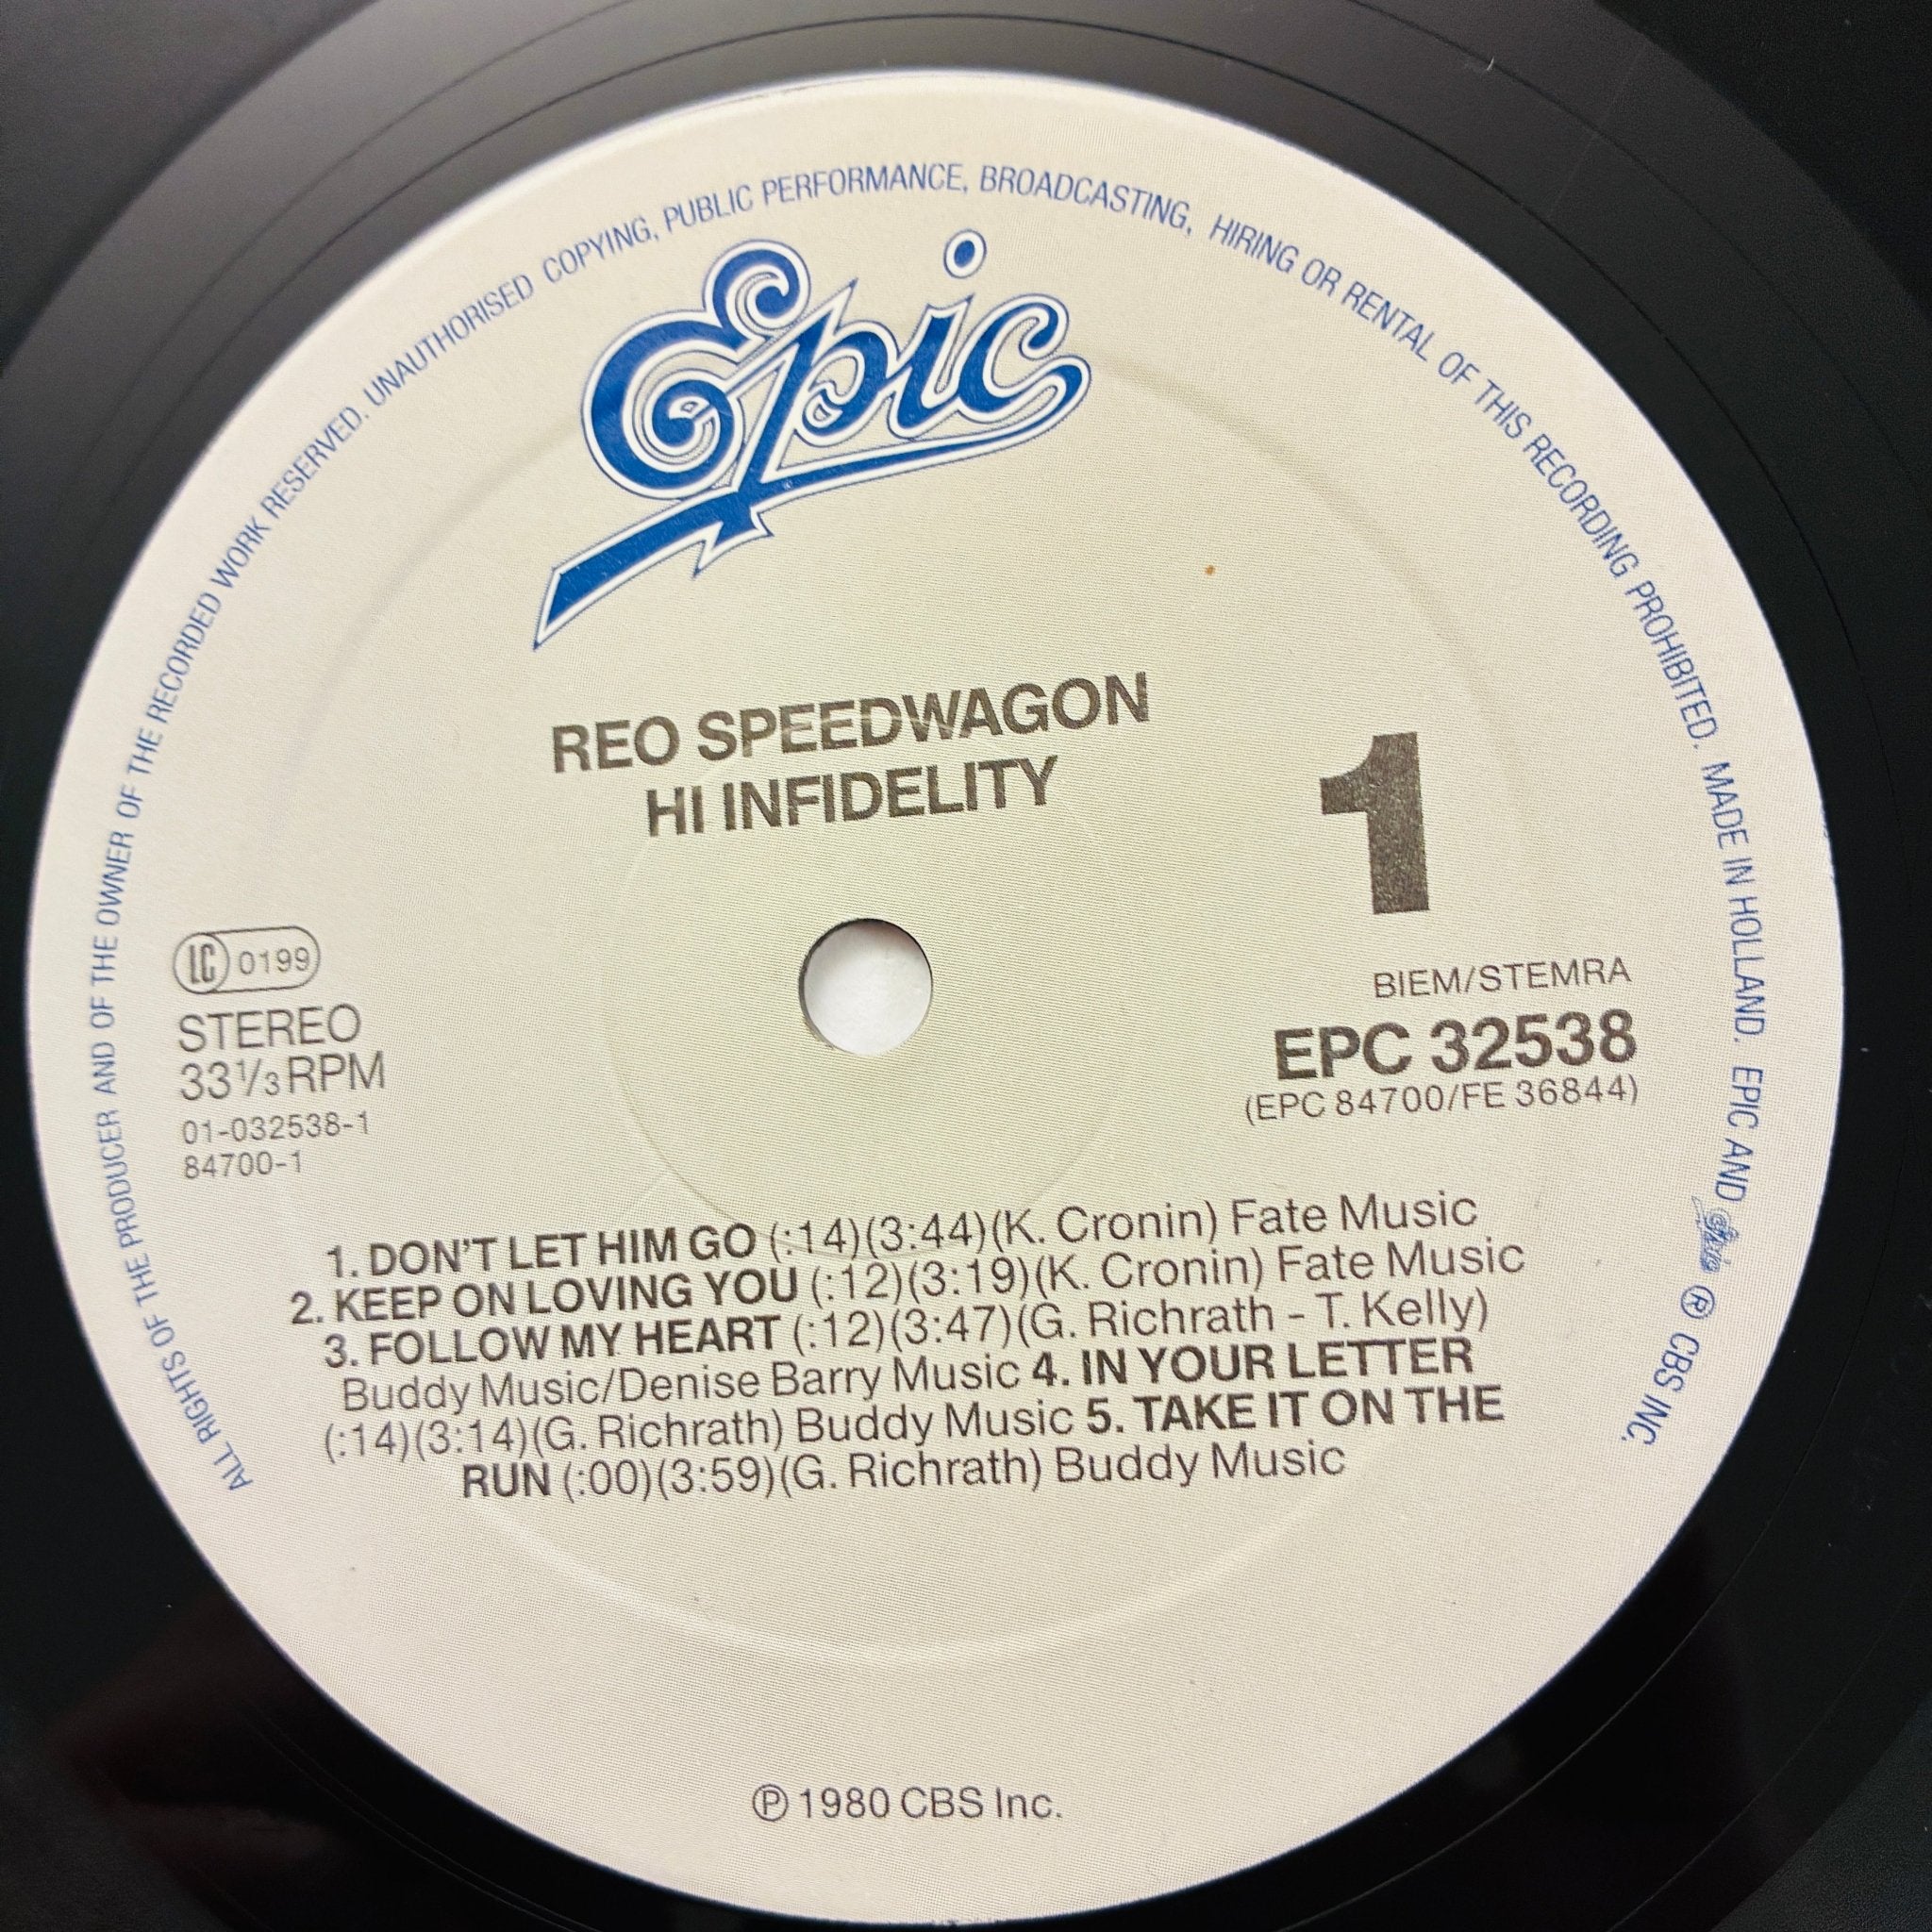 ALL RIGHTS OF THE PRODUCER AND OF THE OWNER OF THE RECORDED WORK RESERVED. UNAUTHORISED COPYING, PUBLIC PERFORMANCE, BROADCASTING, HIRING OR RENTAL OF THIS RECORDING PROHIBITED. MADE IN HOLLAND. EPIC AND Epic ® CBS INC.
Epic
REO SPEEDWAGON
HI INFIDELITY
1
LC 0199
STEREO
33⅓ RPM
01-032538-1
84700-1
BIEM/STEMRA
EPC 32538
(EPC 84700/FE 36844)
1. DON'T LET HIM GO (:14)(3:44)(K. Cronin) Fate Music
2. KEEP ON LOVING YOU (:12)(3:19)(K. Cronin) Fate Music
3. FOLLOW MY HEART (:12)(3:47)(G. Richrath - T. Kelly)
Buddy Music/Denise Barry Music 4. IN YOUR LETTER
(:14)(3:14)(G. Richrath) Buddy Music 5. TAKE IT ON THE
RUN (:00)(3:59)(G. Richrath) Buddy Music
℗ 1980 CBS Inc.